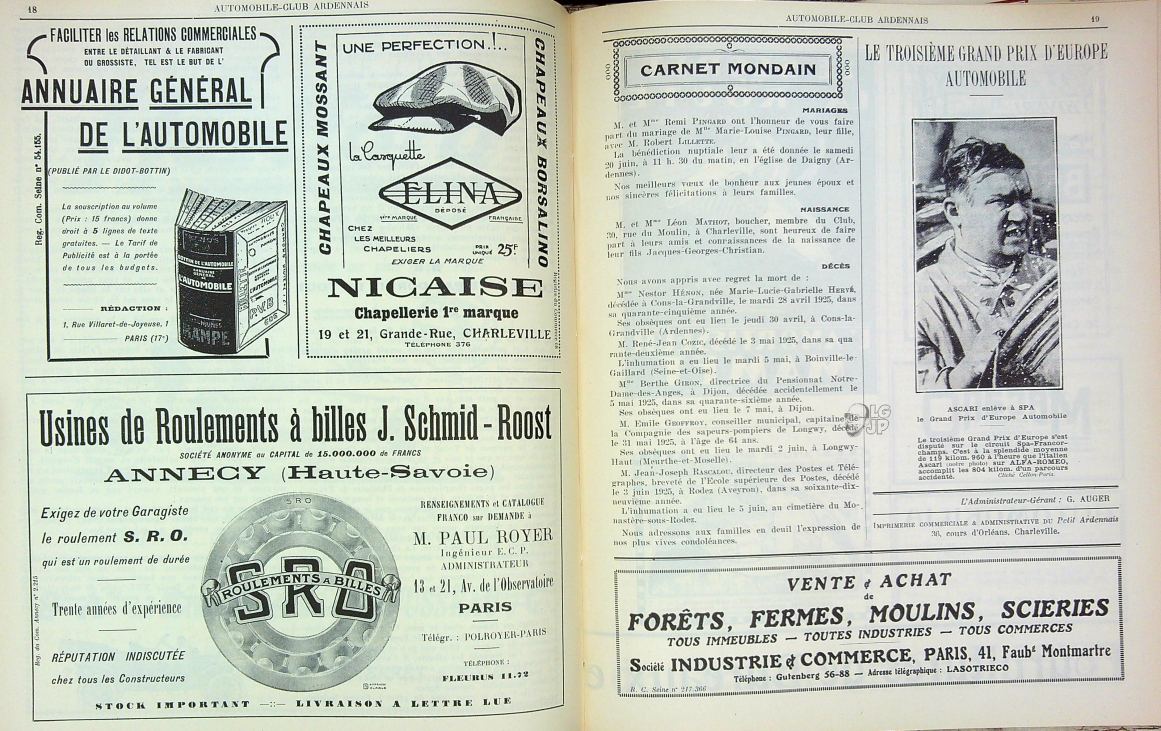 18
AUTOMOBILE-CLUB ARDENNAIS
FACILITER les RELATIONS COMMERCIALES
ENTRE LE DÉTAILLANT & LE FABRICANT
OU GROSSISTE, TEL EST LE BUT DE L'
ANNUAIRE GÉNÉRAL
DE L'AUTOMOBILE
(PUBLIÉ PAR LE DIDOT-BOTTIN)
Reg. Com. Seine n° 54.155.
La souscription au volume
(Prix : 15 francs) donne
droit à 5 lignes de texte
gratuites. — Le Tarif de
Publicité est à la portée
de tous les budgets.
RÉDACTION :
1. Rue Villaret-de-Joyeuse, 1
PARIS (17e)
BOTTIN DE L'AUTOMOBILE
ANNUAIRE
GÉNÉRAL
DE
L'AUTOMOBILE
CHAPEAUX MOSSANT
UNE PERFECTION.!..
la Casquette
ÉLINA
DÉPOSÉ
1ère MARQUE
FRANÇAISE
CHEZ
LES MEILLEURS
CHAPELIERS
PRIX
UNIQUE
25F
EXIGER LA MARQUE
CHAPEAUX BORSALINO
NICAISE
Chapellerie 1re marque
19 et 21, Grande-Rue, CHARLEVILLE
TÉLÉPHONE 376
Usines de Roulements à billes J. Schmid-Roost
SOCIÉTÉ ANONYME au CAPITAL de 15.000.000 de FRANCS
ANNECY (Haute-Savoie)
Exigez de votre Garagiste
le roulement S. R. O.
qui est un roulement de durée
Trente années d'expérience
RÉPUTATION INDISCUTÉE
chez tous les Constructeurs
Reg. du Com. Annecy n° 2.215
SRO
SRO
ROULEMENTS A BILLES
RENSEIGNEMENTS et CATALOGUE
FRANCO sur DEMANDE à
M. PAUL ROYER
Ingénieur E. C. P.
ADMINISTRATEUR
13 et 21, Av. de l'Observatoire
PARIS
Télégr. : POLROYER-PARIS
TÉLÉPHONE :
FLEURUS 11.72
STOCK IMPORTANT —::— LIVRAISON A LETTRE LUE
AUTOMOBILE-CLUB ARDENNAIS
19
CARNET MONDAIN
MARIAGES
M. et Mme Remi PINGARD ont l'honneur de vous faire
part du mariage de Mlle Marie-Louise PINGARD, leur fille,
avec M. Robert LILLETTE.
La bénédiction nuptiale leur a été donnée le samedi
20 juin, à 11 h. 30 du matin, en l'église de Daigny (Ar-
dennes).
Nos meilleurs vœux de bonheur aux jeunes époux et
nos sincères félicitations à leurs familles.
NAISSANCE
M. et Mme Léon MATHOT, boucher, membre du Club,
30, rue du Moulin, à Charleville, sont heureux de faire
part à leurs amis et connaissances de la naissance de
leur fils Jacques-Georges-Christian.
DÉCÈS
Nous avons appris avec regret la mort de :
Mme Nestor HÉNON, née Marie-Lucie-Gabrielle HERVÉ,
décédée à Cons-la-Grandville, le mardi 28 avril 1925, dans
sa quarante-cinquième année.
Ses obsèques ont eu lieu le jeudi 30 avril, à Cons-la-
Grandville (Ardennes).
M. René-Jean COZIC, décédé le 3 mai 1925, dans sa qua
rante-deuxième année.
L'inhumation a eu lieu le mardi 5 mai, à Boinville-le-
Gaillard (Seine-et-Oise).
Mme Berthe GIRON, directrice du Pensionnat Notre-
Dame-des-Anges, à Dijon, décédée accidentellement le
5 mai 1925, dans sa quarante-sixième année.
Ses obsèques ont eu lieu le 7 mai, à Dijon.
M. Emile GEOFFROY, conseiller municipal, capitaine de
la Compagnie des sapeurs-pompiers de Longwy, décédé
le 31 mai 1925, à l'âge de 64 ans.
Ses obsèques ont eu lieu le mardi 2 juin, à Longwy-
Haut (Meurthe-et-Moselle).
M. Jean-Joseph RASCALOU, directeur des Postes et Télé-
graphes, breveté de l'Ecole supérieure des Postes, décédé
le 3 juin 1925, à Rodez (Aveyron), dans sa soixante-dix-
neuvième année.
L'inhumation a eu lieu le 5 juin, au cimetière du Mo-
nastère-sous-Rodez.
Nous adressons aux familles en deuil l'expression de
nos plus vives condoléances.
LE TROISIÈME GRAND PRIX D'EUROPE
AUTOMOBILE
ASCARI enlève à SPA
le Grand Prix d'Europe Automobile
Le troisième Grand Prix d'Europe s'est
disputé sur le circuit Spa-Francor-
champs. C'est à la splendide moyenne
de 119 kilom. 960 à l'heure que l'italien
Ascari (notre photo) sur ALFA-ROMEO,
accomplit les 804 kilom. d'un parcours
accidenté.
L'Administrateur-Gérant : G. AUGER
IMPRIMERIE COMMERCIALE & ADMINISTRATIVE DU Petit Ardennais
30, cours d'Orléans, Charleville.
LG
JP
VENTE & ACHAT
de
FORÊTS, FERMES, MOULINS, SCIERIES
TOUS IMMEUBLES — TOUTES INDUSTRIES — TOUS COMMERCES
Société INDUSTRIE & COMMERCE, PARIS, 41, Faubg Montmartre
Téléphone : Gutenberg 56-88 — Adresse télégraphique : LASOTRIECO
R. C. Seine n° 217.366